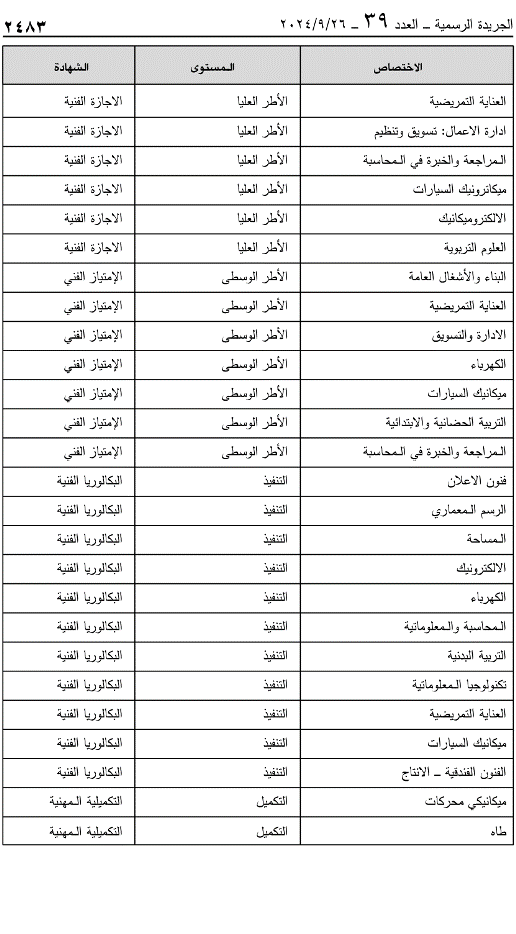 الجريدة الرسمية ـ العدد ٣٩ ـ ٢٠٢٤/٩/٢٦ ٢٤٨٣
الاختصاص المستوى الشهادة
العناية التمريضية الأطر العليا الاجازة الفنية
ادارة الاعمال: تسويق وتنظيم الأطر العليا الاجازة الفنية
المراجعة والخبرة في المحاسبة الأطر العليا الاجازة الفنية
ميكاترونيك السيارات الأطر العليا الاجازة الفنية
الالكتروميكانيك الأطر العليا الاجازة الفنية
العلوم التربوية الأطر العليا الاجازة الفنية
البناء والأشغال العامة الأطر الوسطى الإمتياز الفني
العناية التمريضية الأطر الوسطى الإمتياز الفني
الادارة والتسويق الأطر الوسطى الإمتياز الفني
الكهرباء الأطر الوسطى الإمتياز الفني
ميكانيك السيارات الأطر الوسطى الإمتياز الفني
التربية الحضانية والابتدائية الأطر الوسطى الإمتياز الفني
المراجعة والخبرة في المحاسبة الأطر الوسطى الإمتياز الفني
فنون الاعلان التنفيذ البكالوريا الفنية
الرسم المعماري التنفيذ البكالوريا الفنية
المساحة التنفيذ البكالوريا الفنية
الالكترونيك التنفيذ البكالوريا الفنية
الكهرباء التنفيذ البكالوريا الفنية
المحاسبة والمعلوماتية التنفيذ البكالوريا الفنية
التربية البدنية التنفيذ البكالوريا الفنية
تكنولوجيا المعلوماتية التنفيذ البكالوريا الفنية
العناية التمريضية التنفيذ البكالوريا الفنية
ميكانيك السيارات التنفيذ البكالوريا الفنية
الفنون الفندقية ـ الانتاج التنفيذ البكالوريا الفنية
ميكانيكي محركات التكميل التكميلية المهنية
طاه التكميل التكميلية المهنية